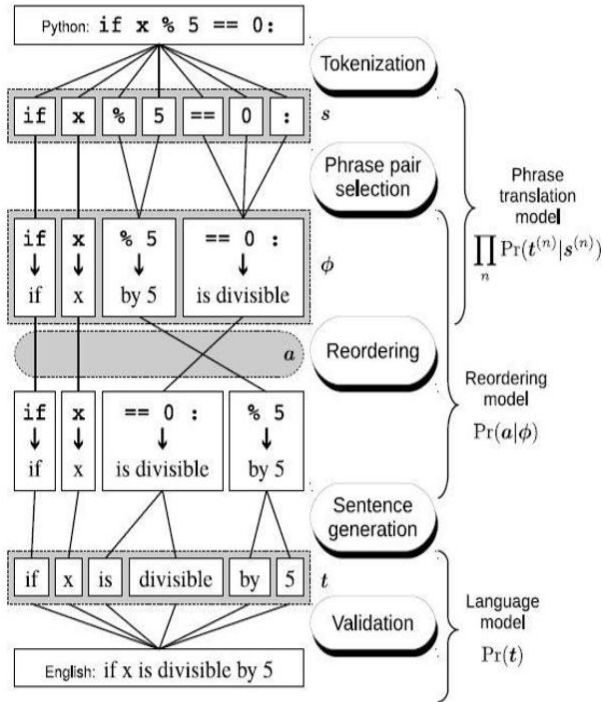 Python: if x % 5 == 0:
Tokenization
if x % 5 == 0 : s
Phrase pair
selection
Phrase
translation
model
∏ Pr(t^(n)|s^(n))
n
if x % 5 == 0 :
↓ ↓ ↓ ↓
if x by 5 is divisible
ϕ
a
Reordering
Reordering
model
Pr(a|ϕ)
if x == 0 : % 5
↓ ↓ ↓ ↓
if x is divisible by 5
Sentence
generation
if x is divisible by 5 t
Validation
Language
model
Pr(t)
English: if x is divisible by 5